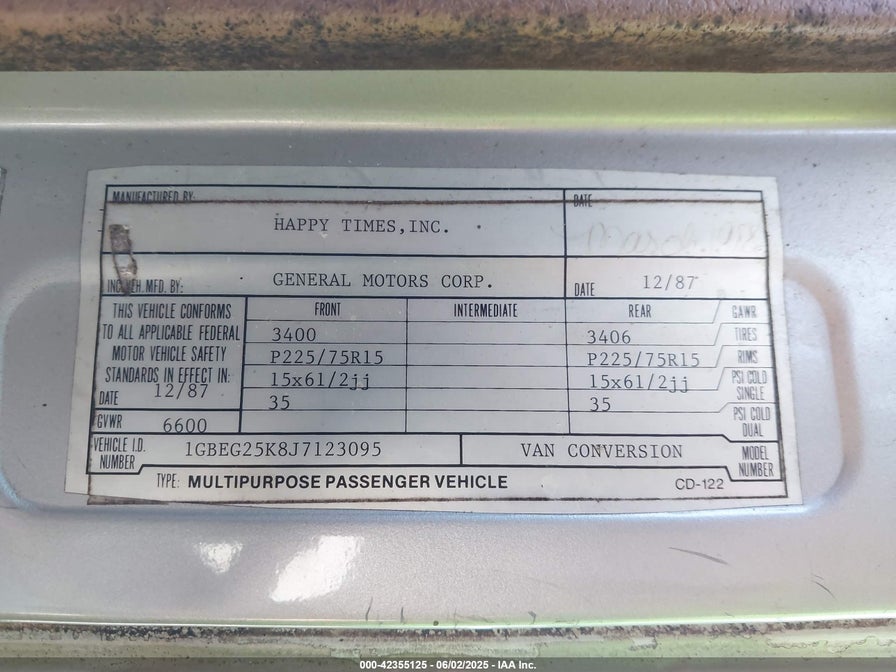 MANUFACTURED BY:
HAPPY TIMES,INC.
DATE
INC. VEH. MFD. BY:
GENERAL MOTORS CORP.
DATE 12/87
THIS VEHICLE CONFORMS
TO ALL APPLICABLE FEDERAL
MOTOR VEHICLE SAFETY
STANDARDS IN EFFECT IN:
DATE 12/87
FRONT INTERMEDIATE REAR GAWR
3400 3406 TIRES
P225/75R15 P225/75R15 RIMS
15x61/2jj 15x61/2jj PSI COLD SINGLE
35 35 PSI COLD DUAL
GVWR 6600
VEHICLE I.D. NUMBER 1GBEG25K8J7123095
VAN CONVERSION MODEL NUMBER
TYPE: MULTIPURPOSE PASSENGER VEHICLE CD-122
000-42355125 - 06/02/2025 - IAA Inc.